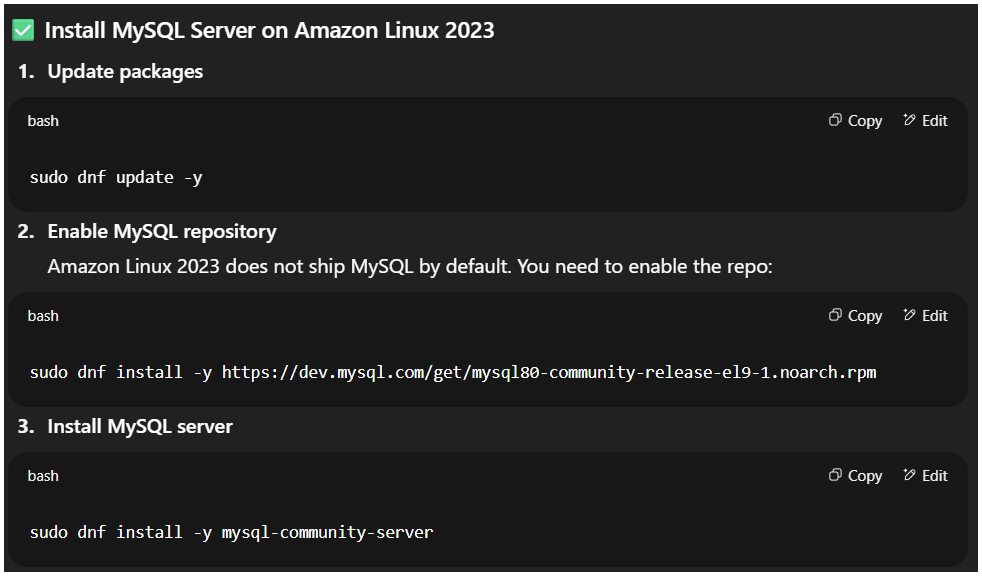 ✅ Install MySQL Server on Amazon Linux 2023
1. Update packages
bash Copy Edit
sudo dnf update -y
2. Enable MySQL repository
Amazon Linux 2023 does not ship MySQL by default. You need to enable the repo:
bash Copy Edit
sudo dnf install -y https://dev.mysql.com/get/mysql80-community-release-el9-1.noarch.rpm
3. Install MySQL server
bash Copy Edit
sudo dnf install -y mysql-community-server